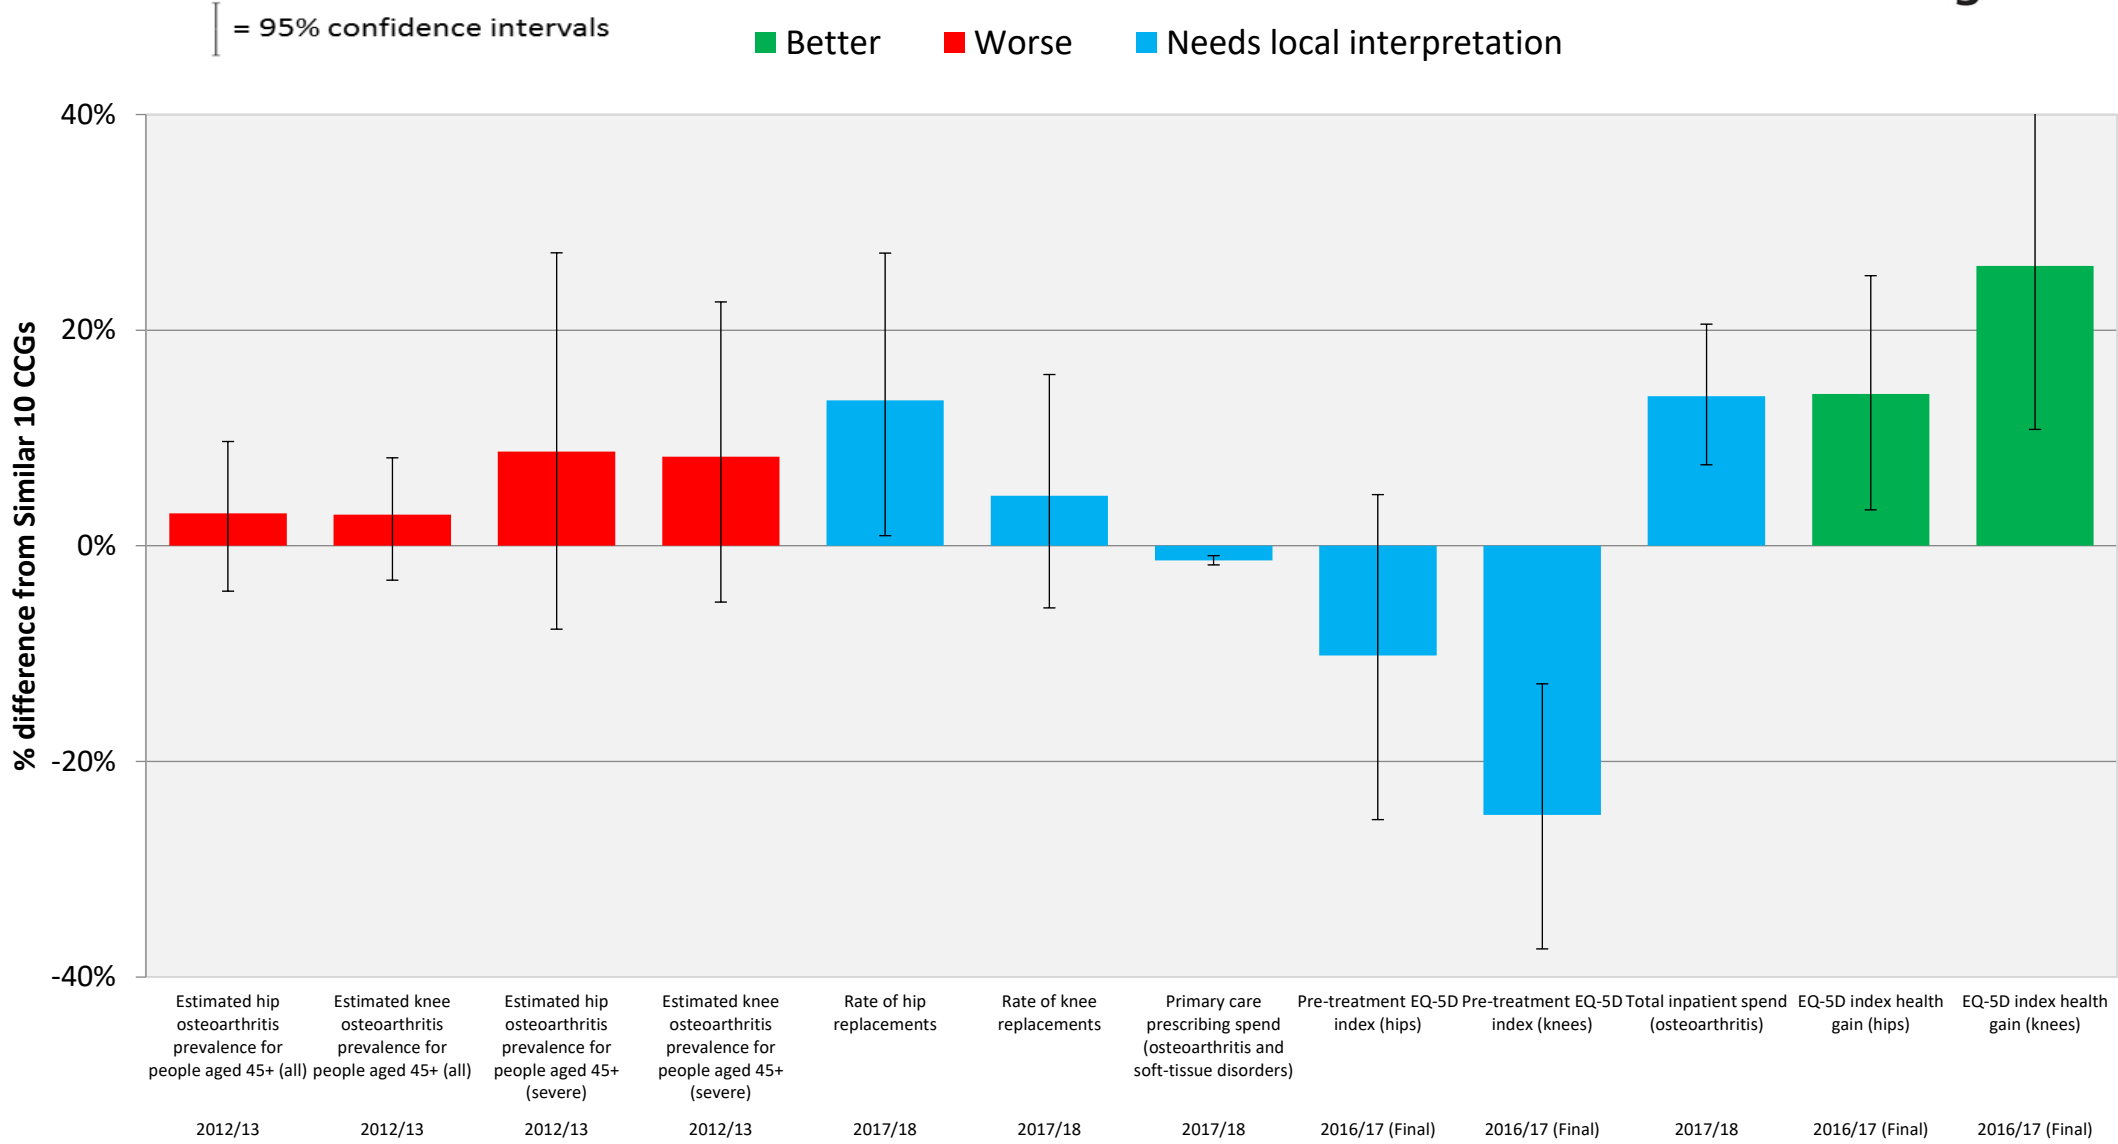 = 95% confidence intervals
Better
Worse
Needs local interpretation
% difference from Similar 10 CCGs
40%
20%
0%
-20%
-40%
Estimated hip
osteoarthritis
prevalence for
people aged 45+ (all)
2012/13
Estimated knee
osteoarthritis
prevalence for
people aged 45+ (all)
2012/13
Estimated hip
osteoarthritis
prevalence for
people aged 45+
(severe)
2012/13
Estimated knee
osteoarthritis
prevalence for
people aged 45+
(severe)
2012/13
Rate of hip
replacements
2017/18
Rate of knee
replacements
2017/18
Primary care
prescribing spend
(osteoarthritis and
soft-tissue disorders)
2017/18
Pre-treatment EQ-5D
index (hips)
2016/17 (Final)
Pre-treatment EQ-5D
index (knees)
2016/17 (Final)
Total inpatient spend
(osteoarthritis)
2017/18
EQ-5D index health
gain (hips)
2016/17 (Final)
EQ-5D index health
gain (knees)
2016/17 (Final)